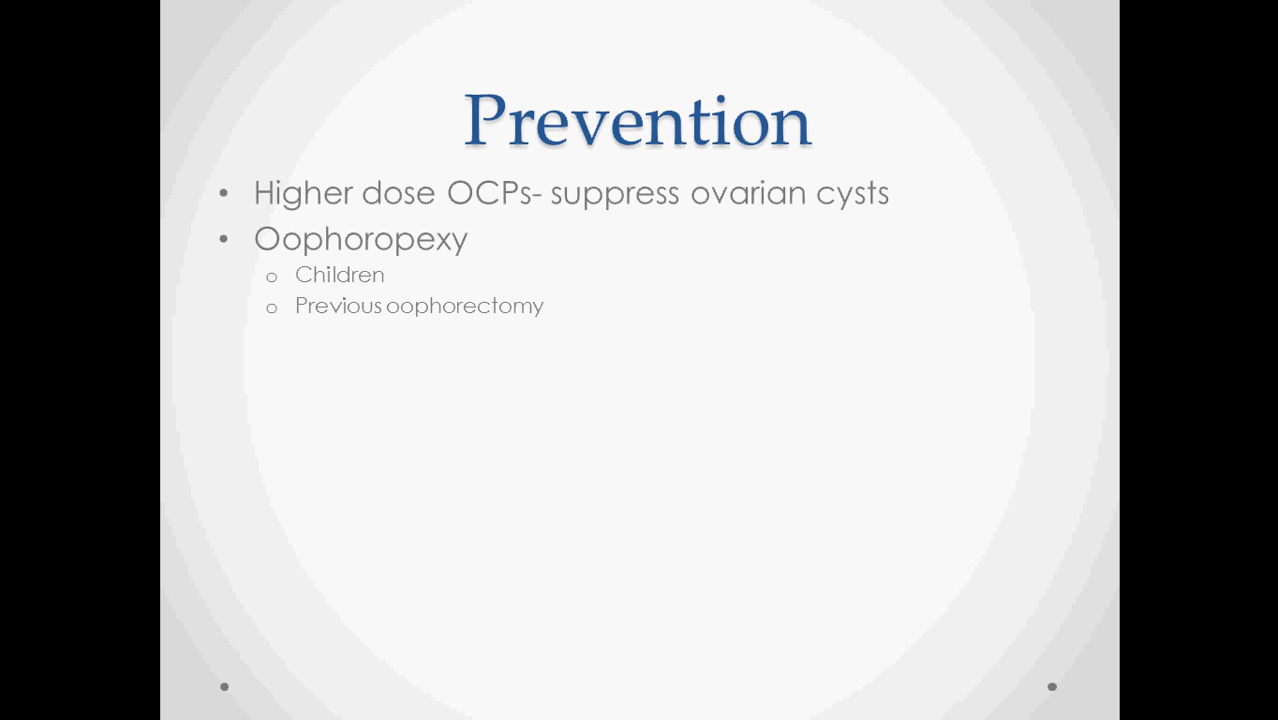 Prevention
• Higher dose OCPs- suppress ovarian cysts
• Oophoropexy
o Children
o Previous oophorectomy